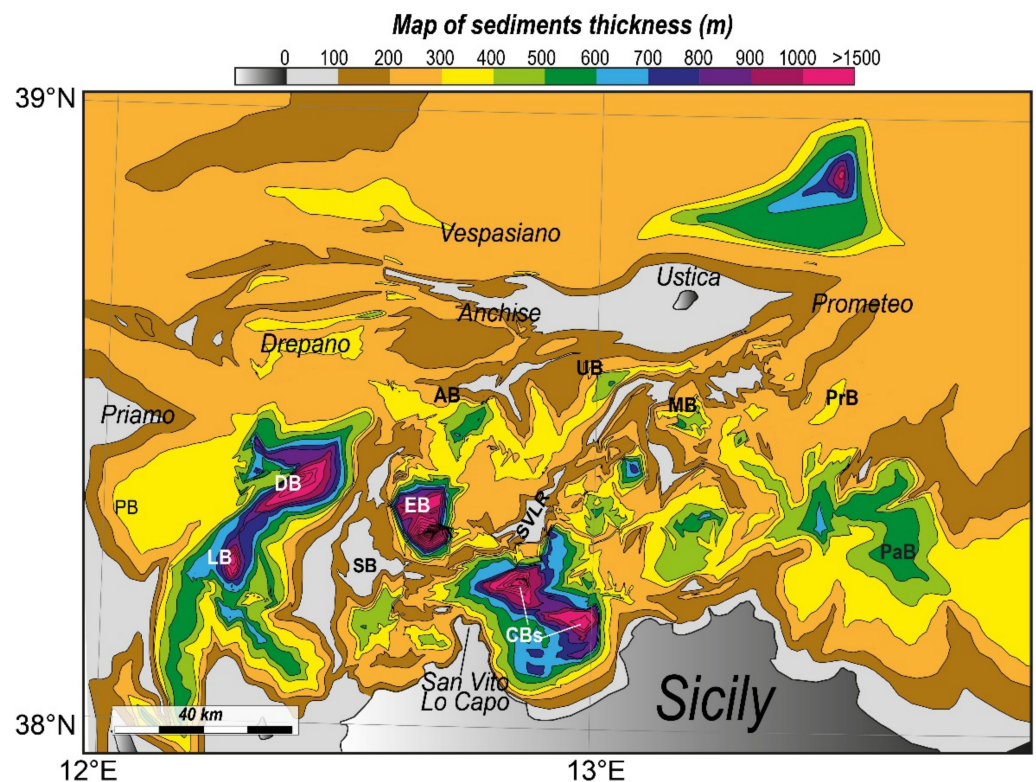 Map of sediments thickness (m)
0 100 200 300 400 500 600 700 800 900 1000 >1500
39°N
Vespasiano
Ustica
Anchise
Prometeo
Drepano
UB
AB
PrB
MB
Priamo
DB
EB
PB
SVLR
PaB
LB
SB
CBs
San Vito
Lo Capo
Sicily
40 km
38°N
12°E
13°E